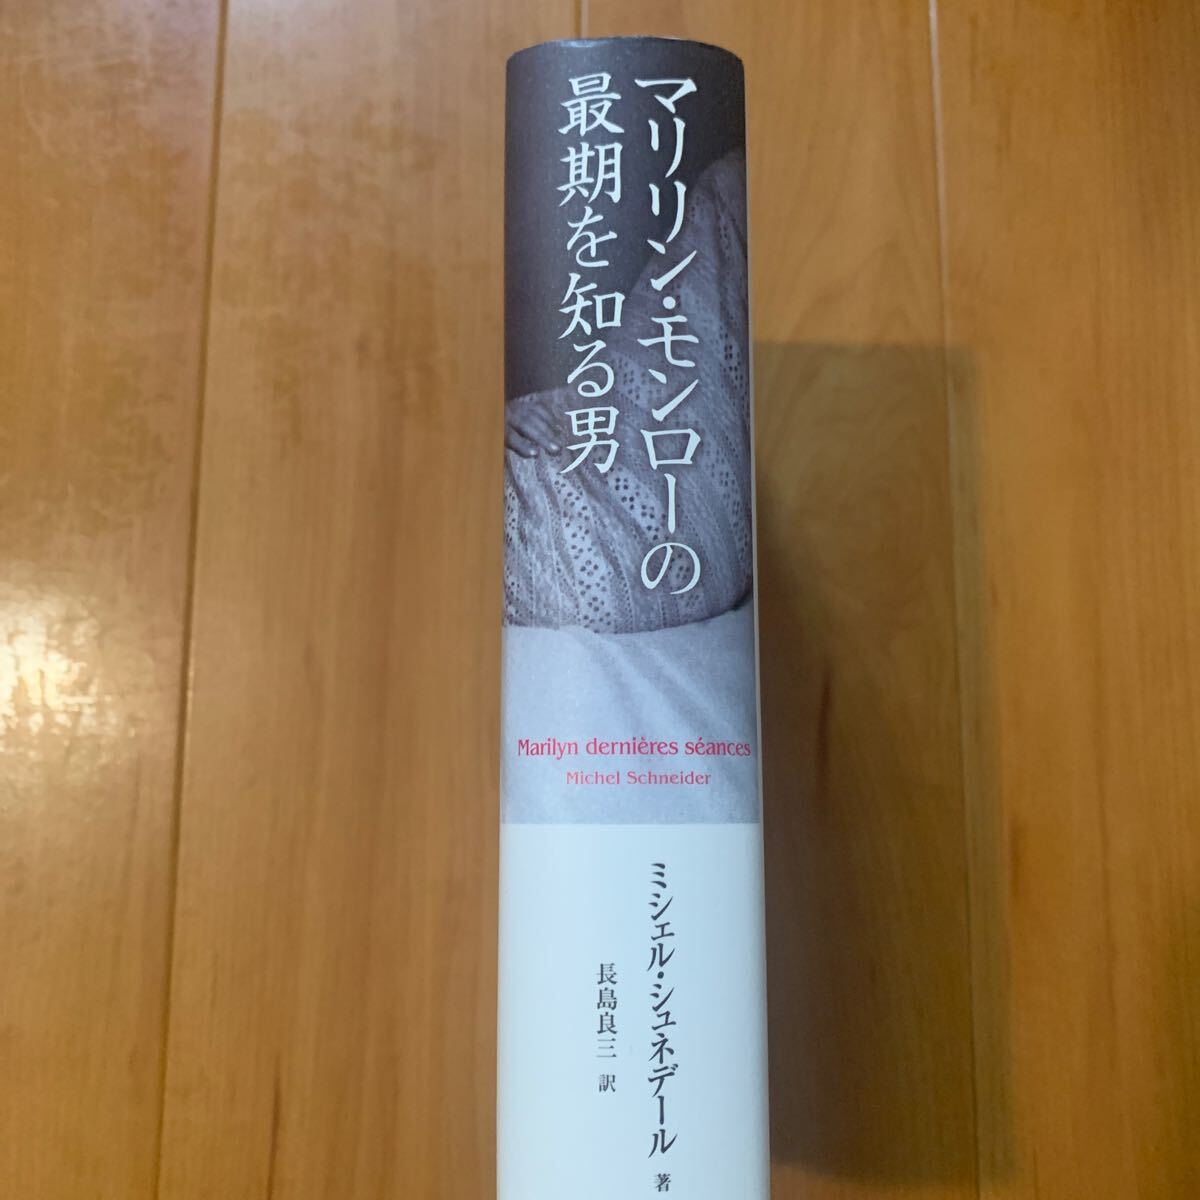 マリリン・モンローの
最期を知る男
Marilyn dernières séances
Michel Schneider
ミシェル・シュネデール 著
長島良三 訳